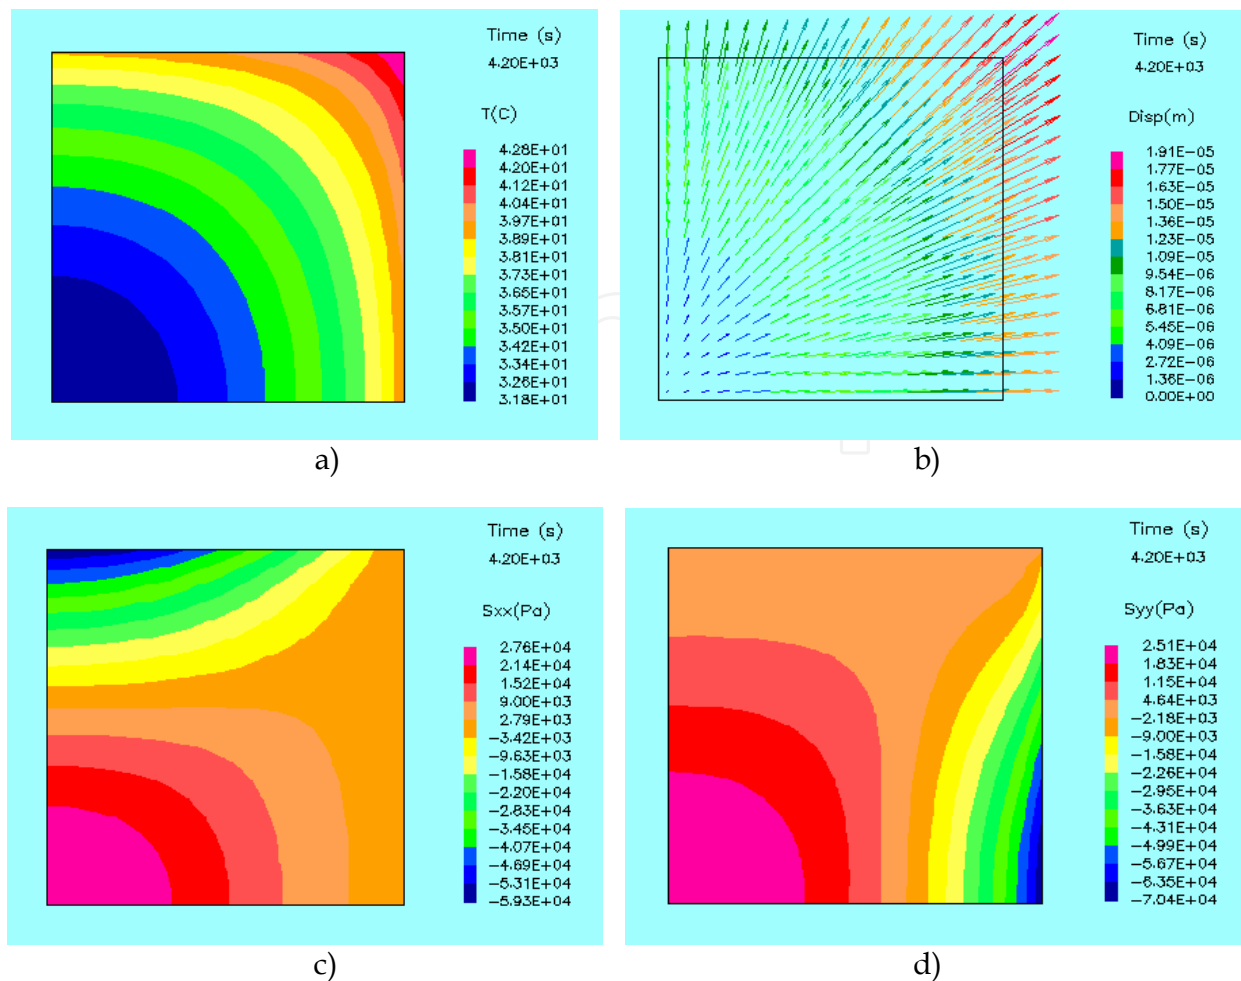 Time (s)
4.20E+03
T(C)
4.28E+01
4.20E+01
4.12E+01
4.04E+01
3.97E+01
3.89E+01
3.81E+01
3.73E+01
3.65E+01
3.57E+01
3.50E+01
3.42E+01
3.34E+01
3.26E+01
3.18E+01
a)
Time (s)
4.20E+03
Disp(m)
1.91E-05
1.77E-05
1.63E-05
1.50E-05
1.36E-05
1.23E-05
1.09E-05
9.54E-06
8.17E-06
6.81E-06
5.45E-06
4.09E-06
2.72E-06
1.36E-06
0.00E+00
b)
Time (s)
4.20E+03
Sxx(Pa)
2.76E+04
2.14E+04
1.52E+04
9.00E+03
2.79E+03
-3.42E+03
-9.63E+03
-1.58E+04
-2.20E+04
-2.83E+04
-3.45E+04
-4.07E+04
-4.69E+04
-5.31E+04
-5.93E+04
c)
Time (s)
4.20E+03
Syy(Pa)
2.51E+04
1.83E+04
1.15E+04
4.64E+03
-2.18E+03
-9.00E+03
-1.58E+04
-2.26E+04
-2.95E+04
-3.63E+04
-4.31E+04
-4.99E+04
-5.67E+04
-6.35E+04
-7.04E+04
d)